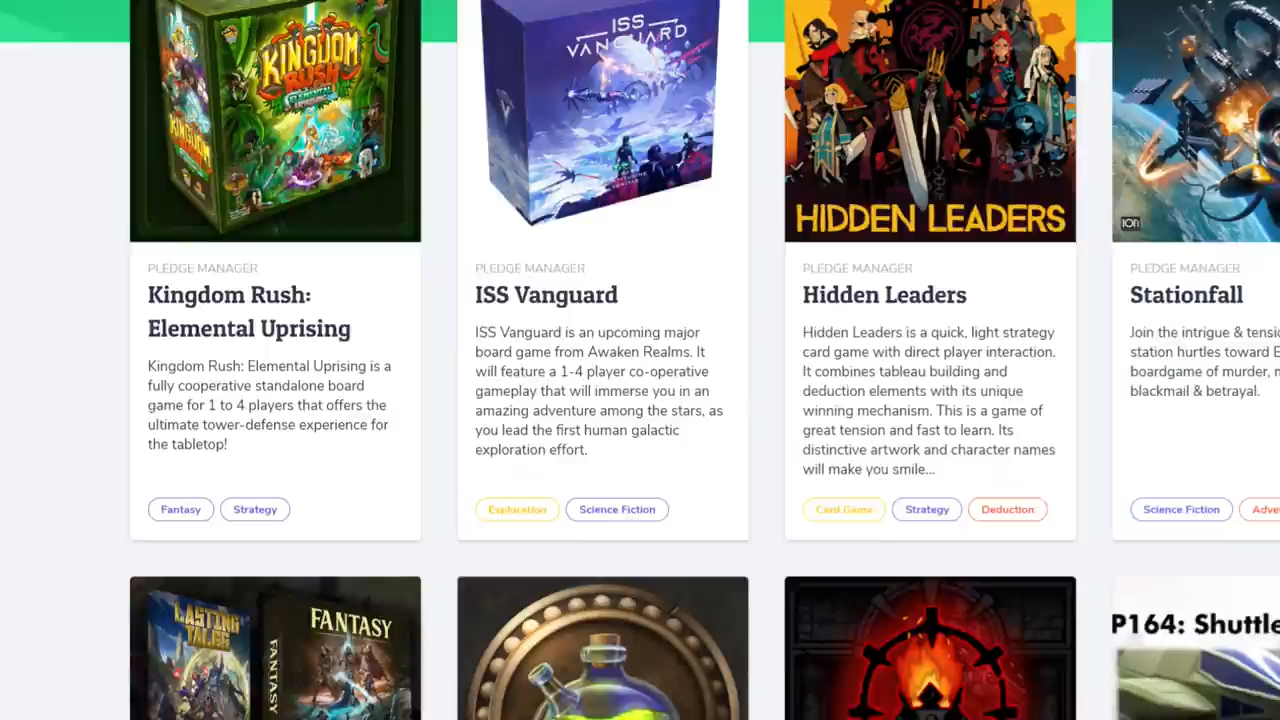 KINGDOM
RUSH
ELEMENTAL
UPRISING
KINGDOM
ISS
VANGUARD
HIDDEN LEADERS
ION
PLEDGE MANAGER
Kingdom Rush:
Elemental Uprising
Kingdom Rush: Elemental Uprising is a
fully cooperative standalone board
game for 1 to 4 players that offers the
ultimate tower-defense experience for
the tabletop!
Fantasy
Strategy
PLEDGE MANAGER
ISS Vanguard
ISS Vanguard is an upcoming major
board game from Awaken Realms. It
will feature a 1-4 player co-operative
gameplay that will immerse you in an
amazing adventure among the stars, as
you lead the first human galactic
exploration effort.
Exploration
Science Fiction
PLEDGE MANAGER
Hidden Leaders
Hidden Leaders is a quick, light strategy
card game with direct player interaction.
It combines tableau building and
deduction elements with its unique
winning mechanism. This is a game of
great tension and fast to learn. Its
distinctive artwork and character names
will make you smile...
Card Game
Strategy
Deduction
PLEDGE MANAGER
Stationfall
Join the intrigue & tensi
station hurtles toward E
boardgame of murder, m
blackmail & betrayal.
Science Fiction
Adve
LASTING
TALES
FANTASY
FANTASY
P164: Shuttle